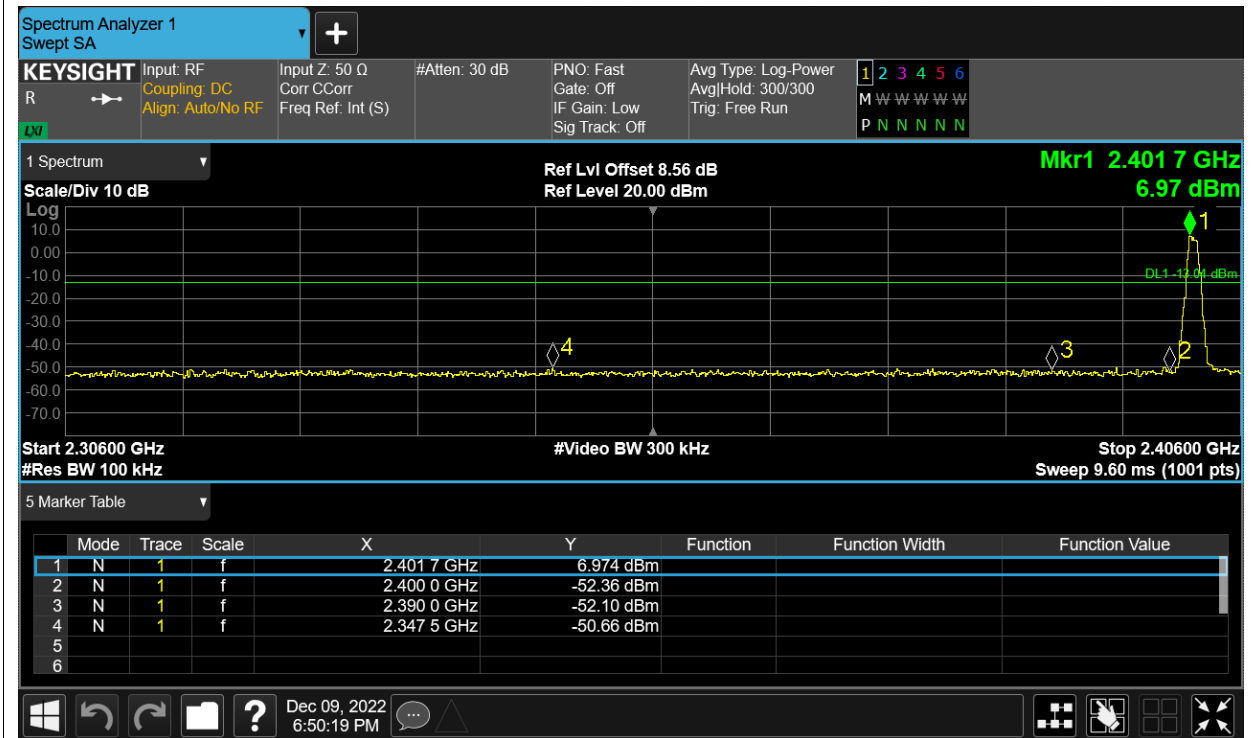 Spectrum Analyzer 1
Swept SA
+
KEYSIGHT Input: RF Input Z: 50 Ω #Atten: 30 dB PNO: Fast Avg Type: Log-Power 1 2 3 4 5 6
R Coupling: DC Corr CCorr Gate: Off Avg|Hold: 300/300 M W W W W W W
Align: Auto/No RF Freq Ref: Int (S) IF Gain: Low Trig: Free Run P N N N N N N
LXI Sig Track: Off
1 Spectrum Ref Lvl Offset 8.56 dB Mkr1 2.401 7 GHz
Scale/Div 10 dB Ref Level 20.00 dBm 6.97 dBm
Log
1
10.0
0.00
-10.0 DL1 -13.01 dBm
-20.0
-30.0
-40.0
4 3 2
-50.0
-60.0
-70.0
Start 2.30600 GHz #Video BW 300 kHz Stop 2.40600 GHz
#Res BW 100 kHz Sweep 9.60 ms (1001 pts)
5 Marker Table
Mode Trace Scale X Y Function Function Width Function Value
1 N 1 f 2.401 7 GHz 6.974 dBm
2 N 1 f 2.400 0 GHz -52.36 dBm
3 N 1 f 2.390 0 GHz -52.10 dBm
4 N 1 f 2.347 5 GHz -50.66 dBm
5
6
? Dec 09, 2022
6:50:19 PM